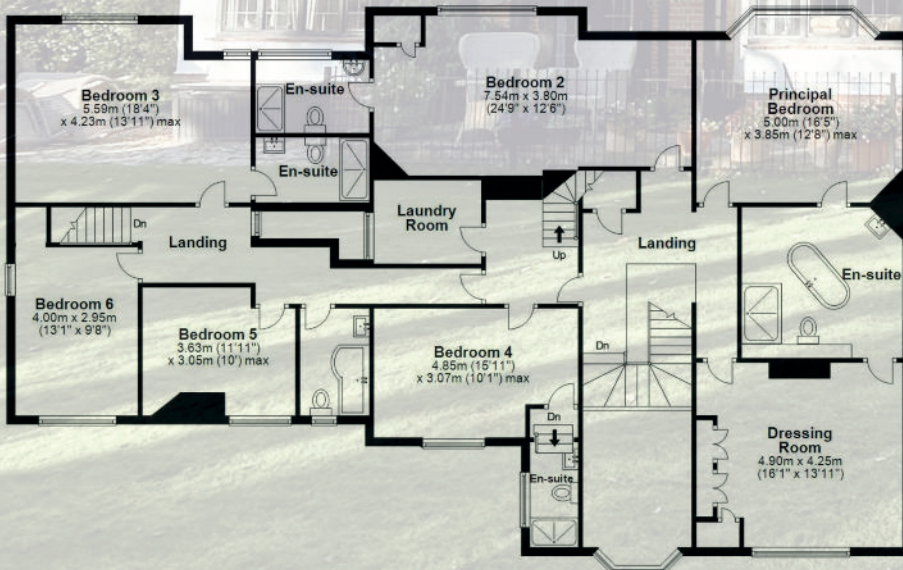 Bedroom 3
5.59m (18'4")
x 4.23m (13'11") max
En-suite
Bedroom 2
7.54m x 3.80m
(24'9" x 12'6")
Principal
Bedroom
5.00m (16'5")
x 3.85m (12'8") max
En-suite
Laundry
Room
Dn
Landing
Up
Landing
En-suite
Bedroom 6
4.00m x 2.95m
(13'1" x 9'8")
Bedroom 5
3.63m (11'11")
x 3.05m (10') max
Bedroom 4
4.85m (15'11")
x 3.07m (10'1") max
Dn
Dn
En-suite
Dressing
Room
4.90m x 4.25m
(16'1" x 13'11")